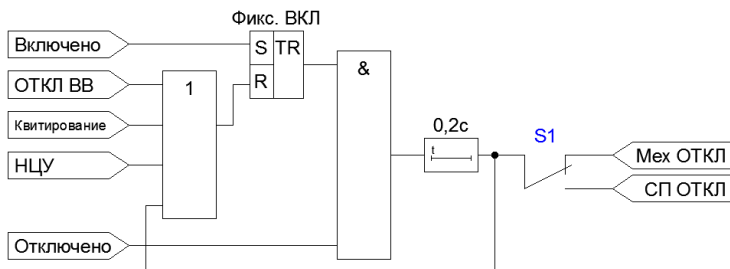 Фикс. ВКЛ
Включено
S TR
ОТКЛ ВВ
R
1
&
Квитирование
0,2с
t
S1
НЦУ
Мех ОТКЛ
СП ОТКЛ
Отключено